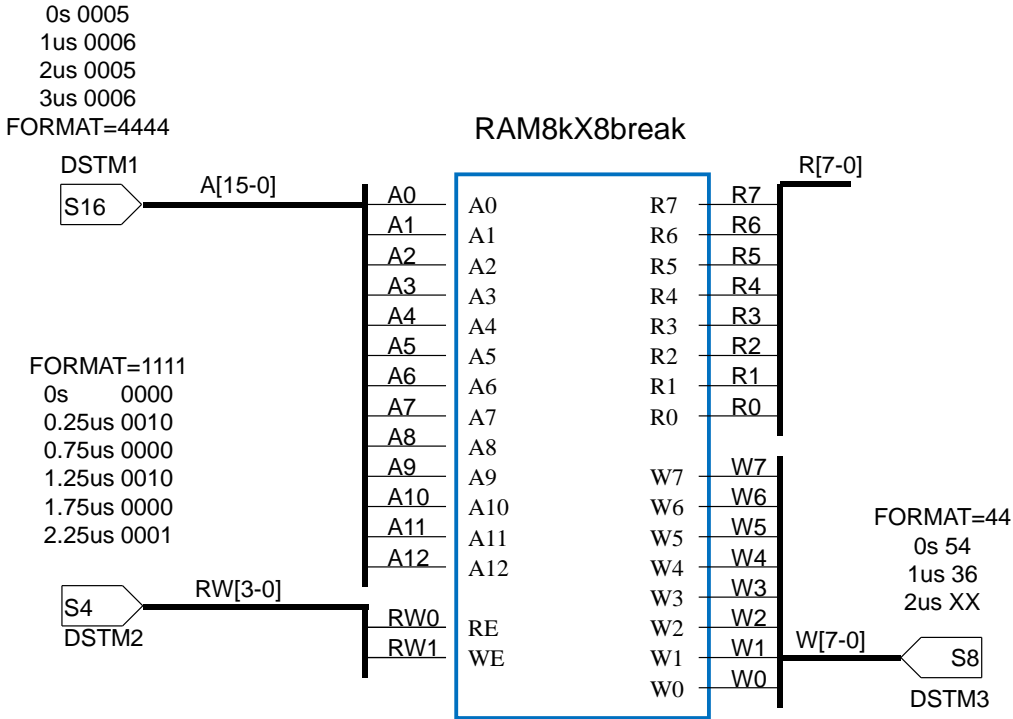 0s 0005
1us 0006
2us 0005
3us 0006
FORMAT=4444
DSTM1
S16
A[15-0]
RAM8kX8break
R[7-0]
A0 A0 R7 R7
A1 A1 R6 R6
A2 A2 R5 R5
A3 A3 R4 R4
A4 A4 R3 R3
A5 A5 R2 R2
A6 A6 R1 R1
A7 A7 R0 R0
A8 A8
A9 A9 W7 W7
A10 A10 W6 W6
A11 A11 W5 W5
A12 A12 W4 W4
W3 W3
RW0 RE W2 W2
RW1 WE W1 W1
W0 W0
FORMAT=1111
0s 0000
0.25us 0010
0.75us 0000
1.25us 0010
1.75us 0000
2.25us 0001
S4
DSTM2
RW[3-0]
FORMAT=44
0s 54
1us 36
2us XX
W[7-0]
S8
DSTM3